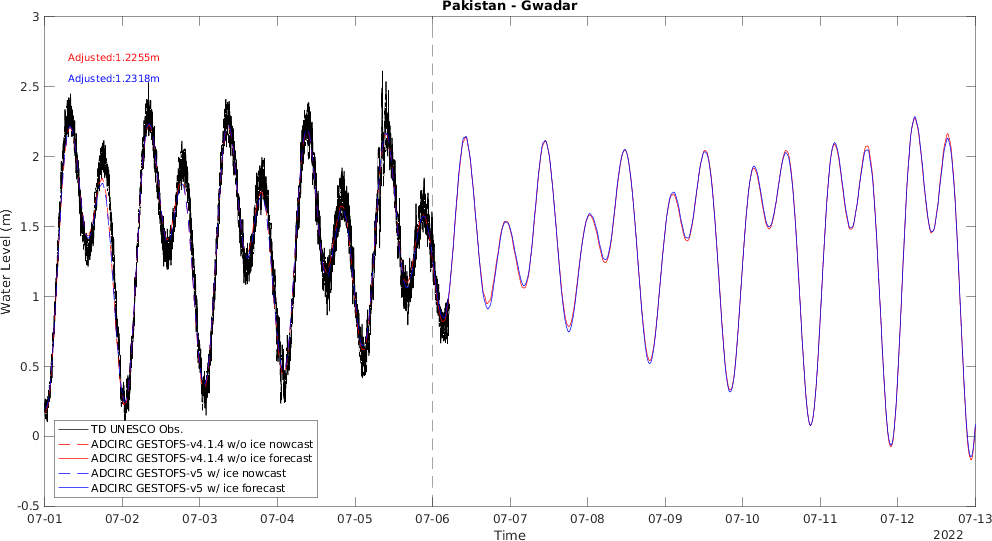 Pakistan - Gwadar
3
Adjusted:1.2255m
Adjusted:1.2318m
2.5
2
1.5
1
0.5
0
-0.5
Water Level (m)
TD UNESCO Obs.
ADCIRC GESTOFS-v4.1.4 w/o ice nowcast
ADCIRC GESTOFS-v4.1.4 w/o ice forecast
ADCIRC GESTOFS-v5 w/ ice nowcast
ADCIRC GESTOFS-v5 w/ ice forecast
07-01 07-02 07-03 07-04 07-05 07-06 07-07 07-08 07-09 07-10 07-11 07-12 07-13
Time
2022